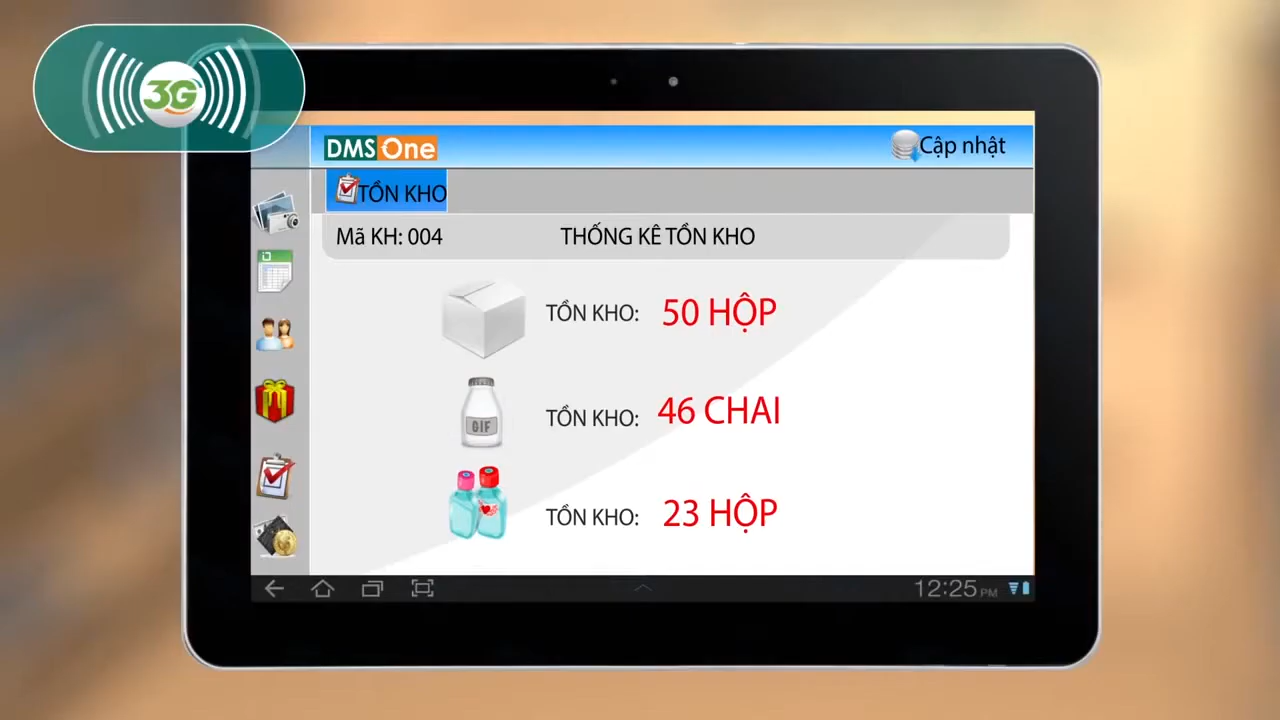 3G
DMS One
Cập nhật
TỒN KHO
Mã KH: 004
THỐNG KÊ TỒN KHO
TỒN KHO: 50 HỘP
GIF
TỒN KHO: 46 CHAI
TỒN KHO: 23 HỘP
12:25 PM